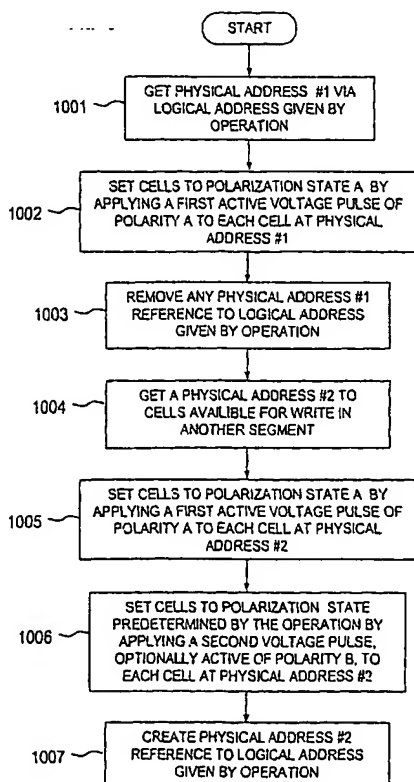 START
1001
GET PHYSICAL ADDRESS #1 VIA
LOGICAL ADDRESS GIVEN BY
OPERATION
1002
SET CELLS TO POLARIZATION STATE A BY
APPLYING A FIRST ACTIVE VOLTAGE PULSE OF
POLARITY A TO EACH CELL AT PHYSICAL
ADDRESS #1
1003
REMOVE ANY PHYSICAL ADDRESS #1
REFERENCE TO LOGICAL ADDRESS
GIVEN BY OPERATION
1004
GET A PHYSICAL ADDRESS #2 TO
CELLS AVAILIBLE FOR WRITE IN
ANOTHER SEGMENT
1005
SET CELLS TO POLARIZATION STATE A BY
APPLYING A FIRST ACTIVE VOLTAGE PULSE OF
POLARITY A TO EACH CELL AT PHYSICAL
ADDRESS #2
1006
SET CELLS TO POLARIZATION STATE
PREDETERMINED BY THE OPERATION BY
APPLYING A SECOND VOLTAGE PULSE,
OPTIONALLY ACTIVE OF POLARITY B, TO
EACH CELL AT PHYSICAL ADDRESS #2
1007
CREATE PHYSICAL ADDRESS #2
REFERENCE TO LOGICAL ADDRESS
GIVEN BY OPERATION